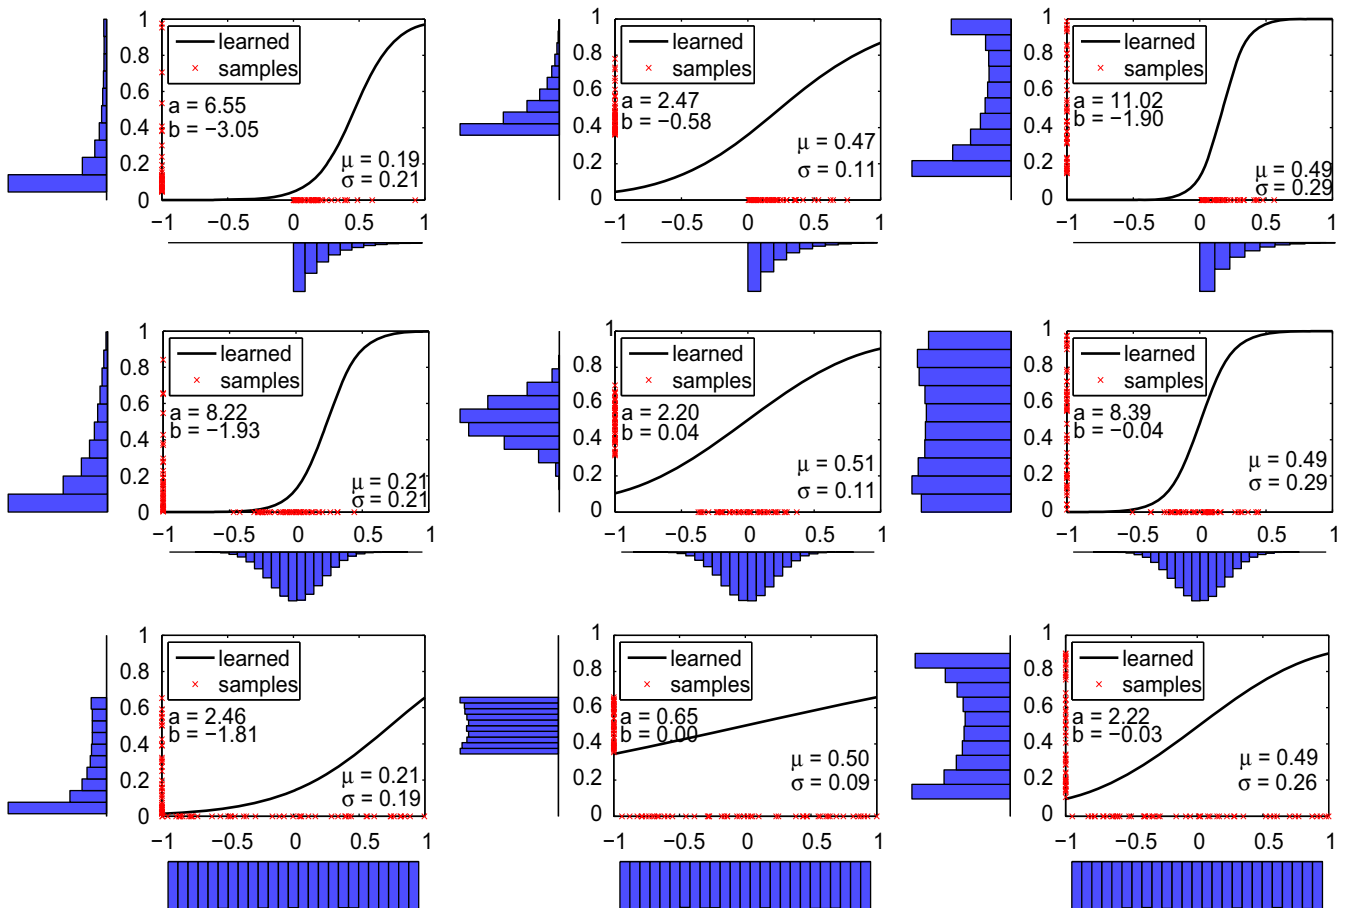 1
0.8
0.6
0.4
0.2
0
learned
samples
a = 6.55
b = −3.05
μ = 0.19
σ = 0.21
−1 −0.5 0 0.5 1
1
0.8
0.6
0.4
0.2
0
learned
samples
a = 2.47
b = −0.58
μ = 0.47
σ = 0.11
−1 −0.5 0 0.5 1
1
0.8
0.6
0.4
0.2
0
learned
samples
a = 11.02
b = −1.90
μ = 0.49
σ = 0.29
−1 −0.5 0 0.5 1
1
0.8
0.6
0.4
0.2
0
learned
samples
a = 8.22
b = −1.93
μ = 0.21
σ = 0.21
−1 −0.5 0 0.5 1
1
0.8
0.6
0.4
0.2
0
learned
samples
a = 2.20
b = 0.04
μ = 0.51
σ = 0.11
−1 −0.5 0 0.5 1
1
0.8
0.6
0.4
0.2
0
learned
samples
a = 8.39
b = −0.04
μ = 0.49
σ = 0.29
−1 −0.5 0 0.5 1
1
0.8
0.6
0.4
0.2
0
learned
samples
a = 2.46
b = −1.81
μ = 0.21
σ = 0.19
−1 −0.5 0 0.5 1
1
0.8
0.6
0.4
0.2
0
learned
samples
a = 0.65
b = 0.00
μ = 0.50
σ = 0.09
−1 −0.5 0 0.5 1
1
0.8
0.6
0.4
0.2
0
learned
samples
a = 2.22
b = −0.03
μ = 0.49
σ = 0.26
−1 −0.5 0 0.5 1